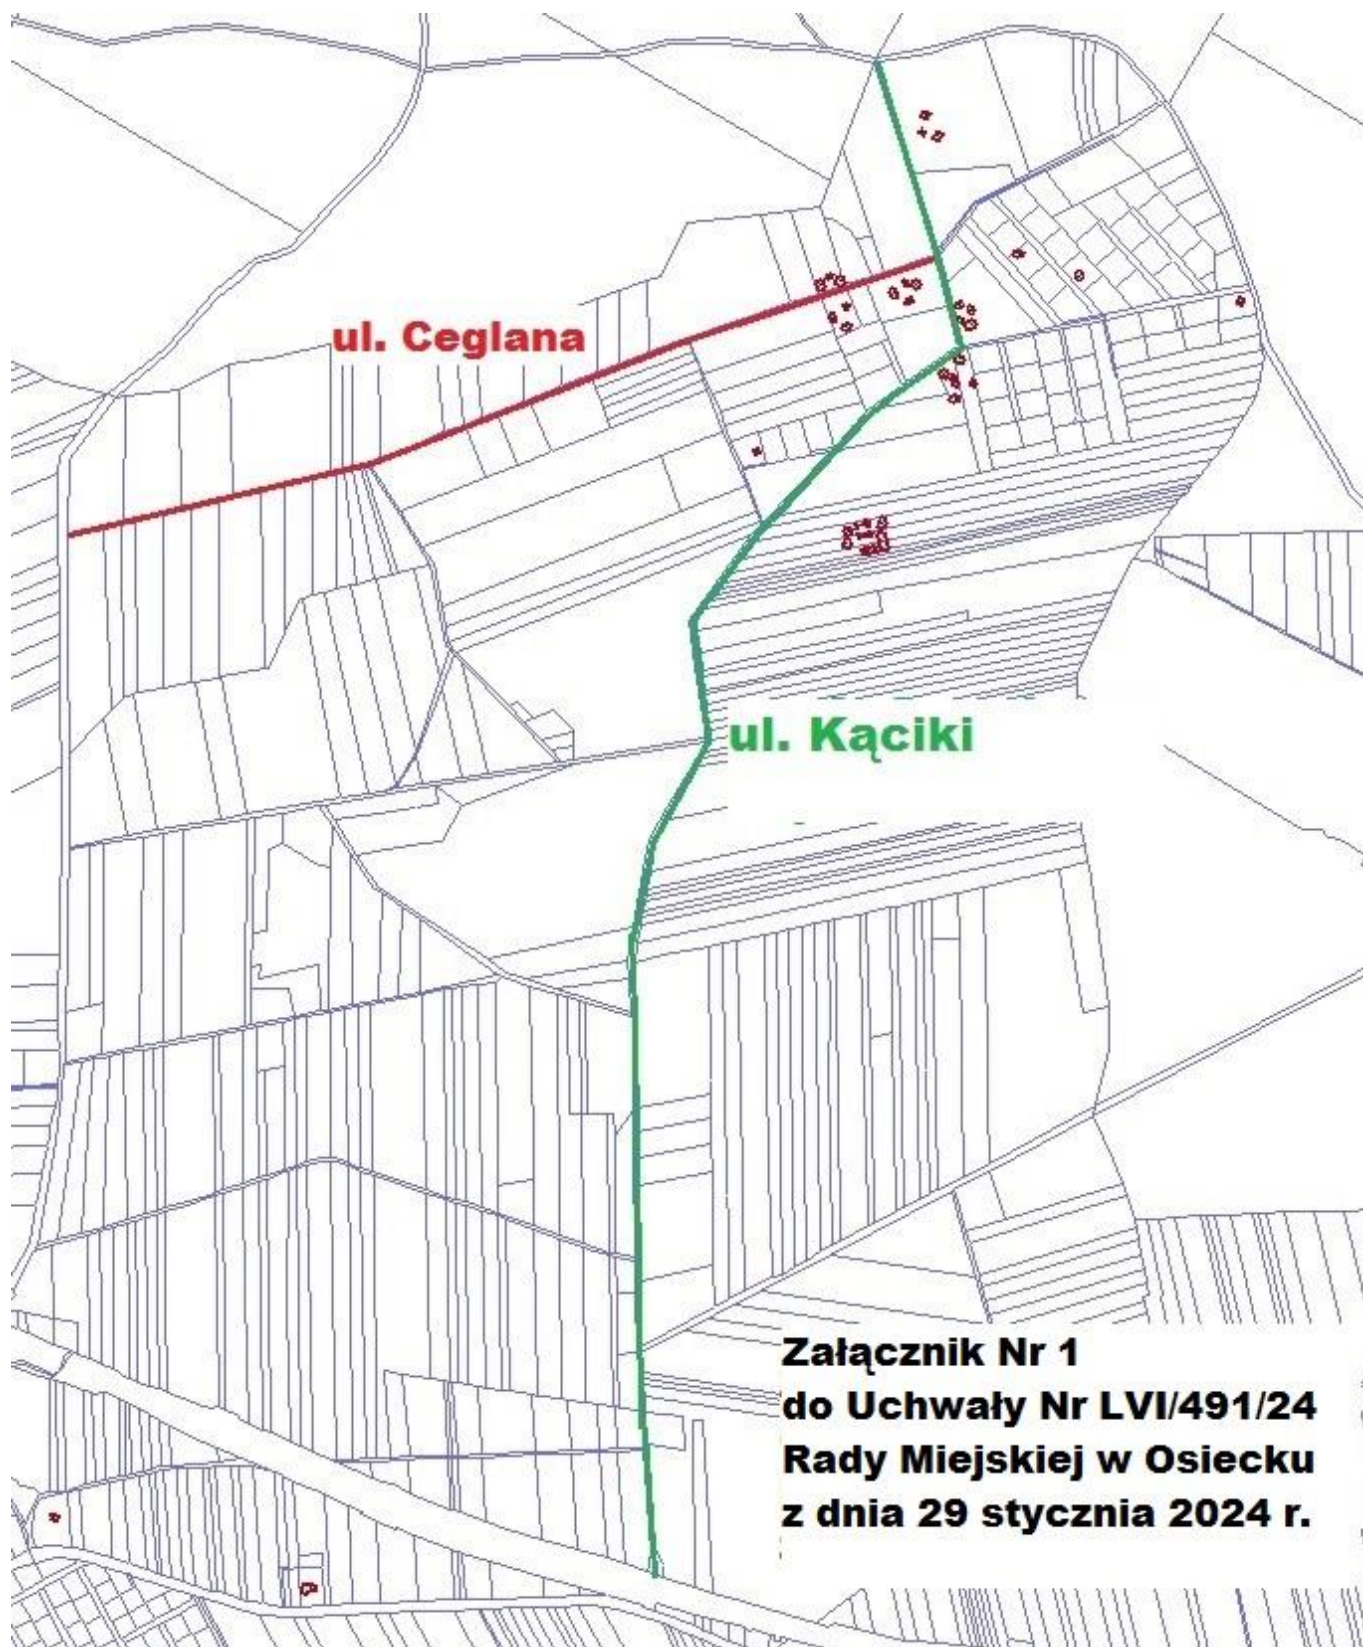 ul. Ceglana
ul. Kąciki
Załącznik Nr 1
do Uchwały Nr LVI/491/24
Rady Miejskiej w Osiecku
z dnia 29 stycznia 2024 r.